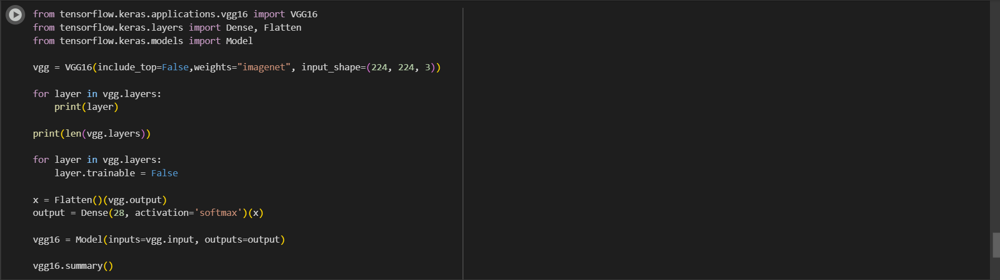 from tensorflow.keras.applications.vgg16 import VGG16
from tensorflow.keras.layers import Dense, Flatten
from tensorflow.keras.models import Model

vgg = VGG16(include_top=False,weights="imagenet", input_shape=(224, 224, 3))

for layer in vgg.layers:
    print(layer)

print(len(vgg.layers))

for layer in vgg.layers:
    layer.trainable = False

x = Flatten()(vgg.output)
output = Dense(28, activation='softmax')(x)

vgg16 = Model(inputs=vgg.input, outputs=output)

vgg16.summary()